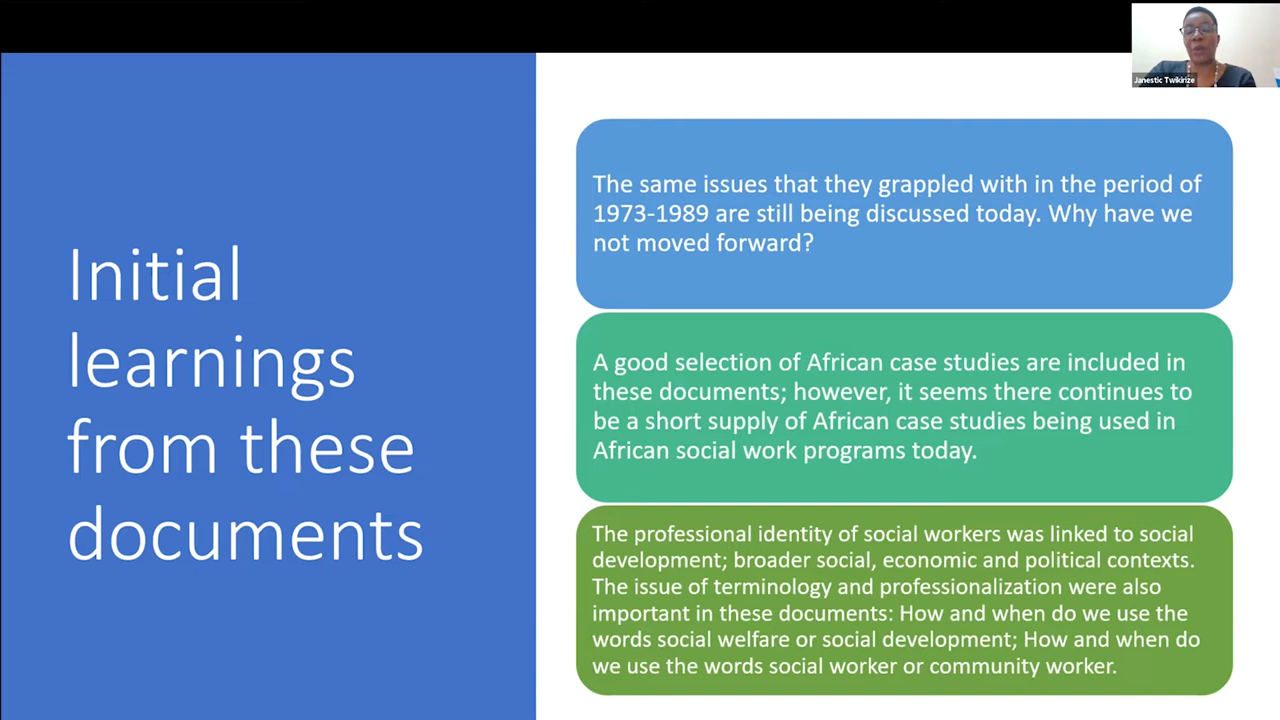 Janestic Twikirize
Initial
learnings
from these
documents
The same issues that they grappled with in the period of
1973-1989 are still being discussed today. Why have we
not moved forward?
A good selection of African case studies are included in
these documents; however, it seems there continues to
be a short supply of African case studies being used in
African social work programs today.
The professional identity of social workers was linked to social
development; broader social, economic and political contexts.
The issue of terminology and professionalization were also
important in these documents: How and when do we use the
words social welfare or social development; How and when do
we use the words social worker or community worker.